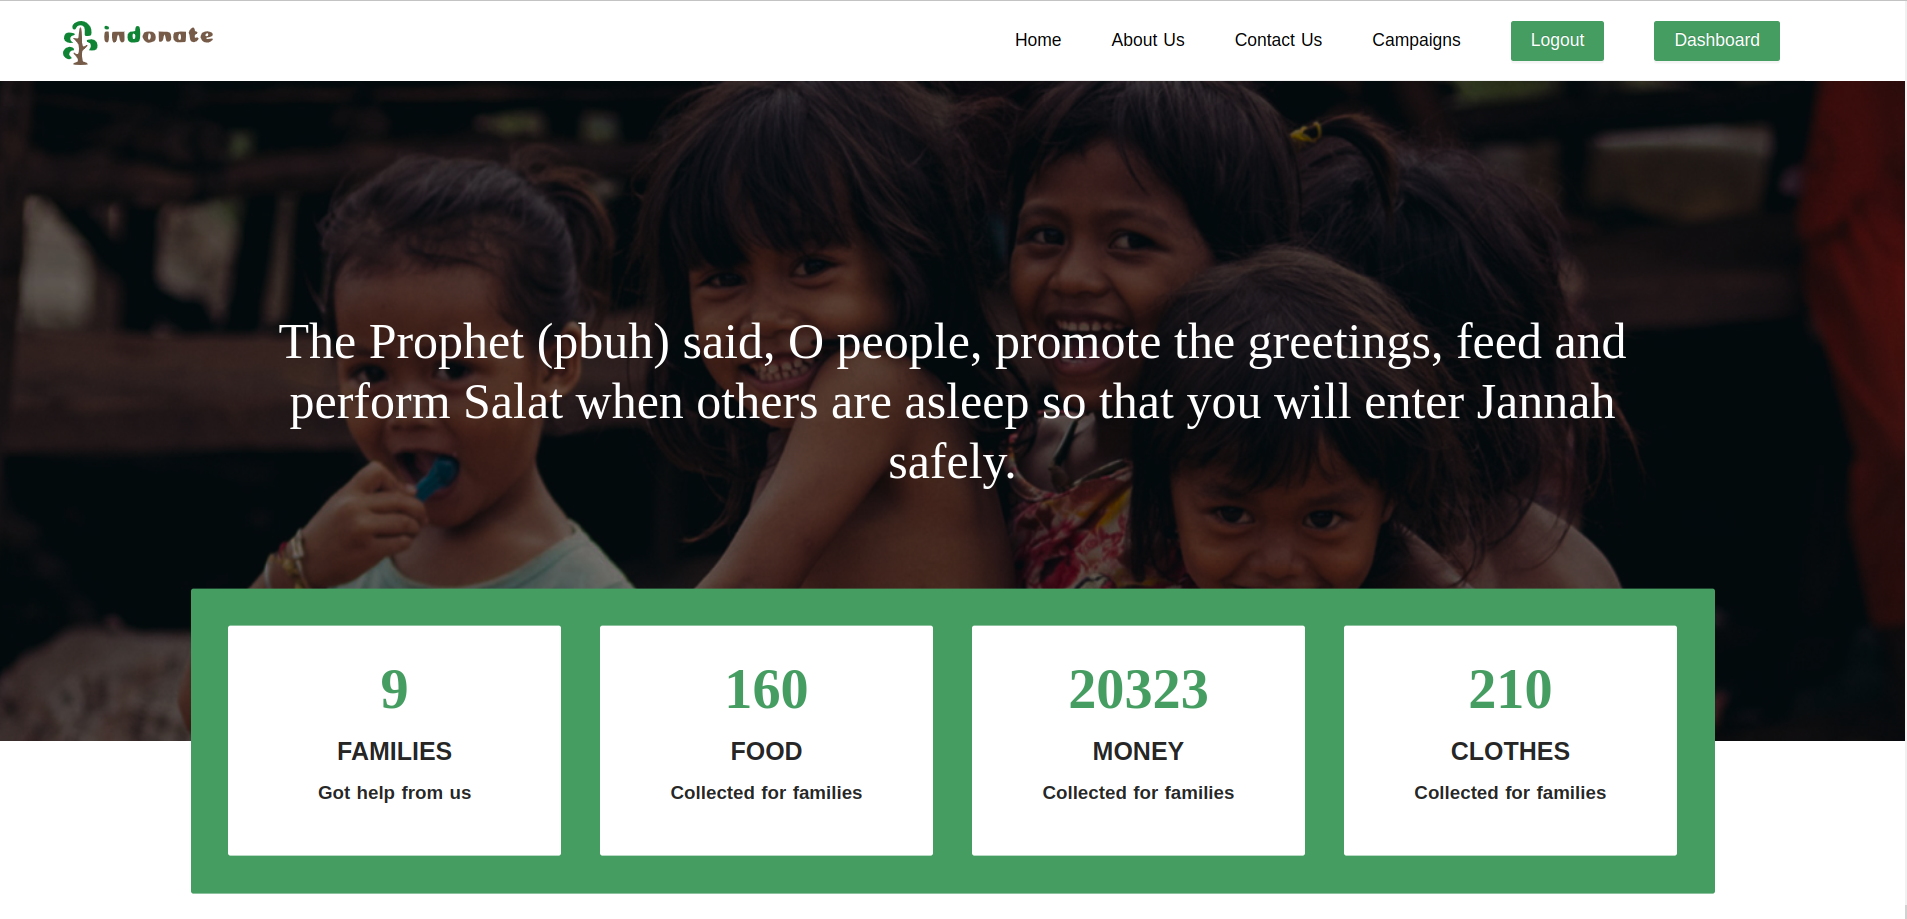 indonate
Home About Us Contact Us Campaigns Logout Dashboard
The Prophet (pbuh) said, O people, promote the greetings, feed and
perform Salat when others are asleep so that you will enter Jannah
safely.
9 160 20323 210
FAMILIES FOOD MONEY CLOTHES
Got help from us Collected for families Collected for families Collected for families